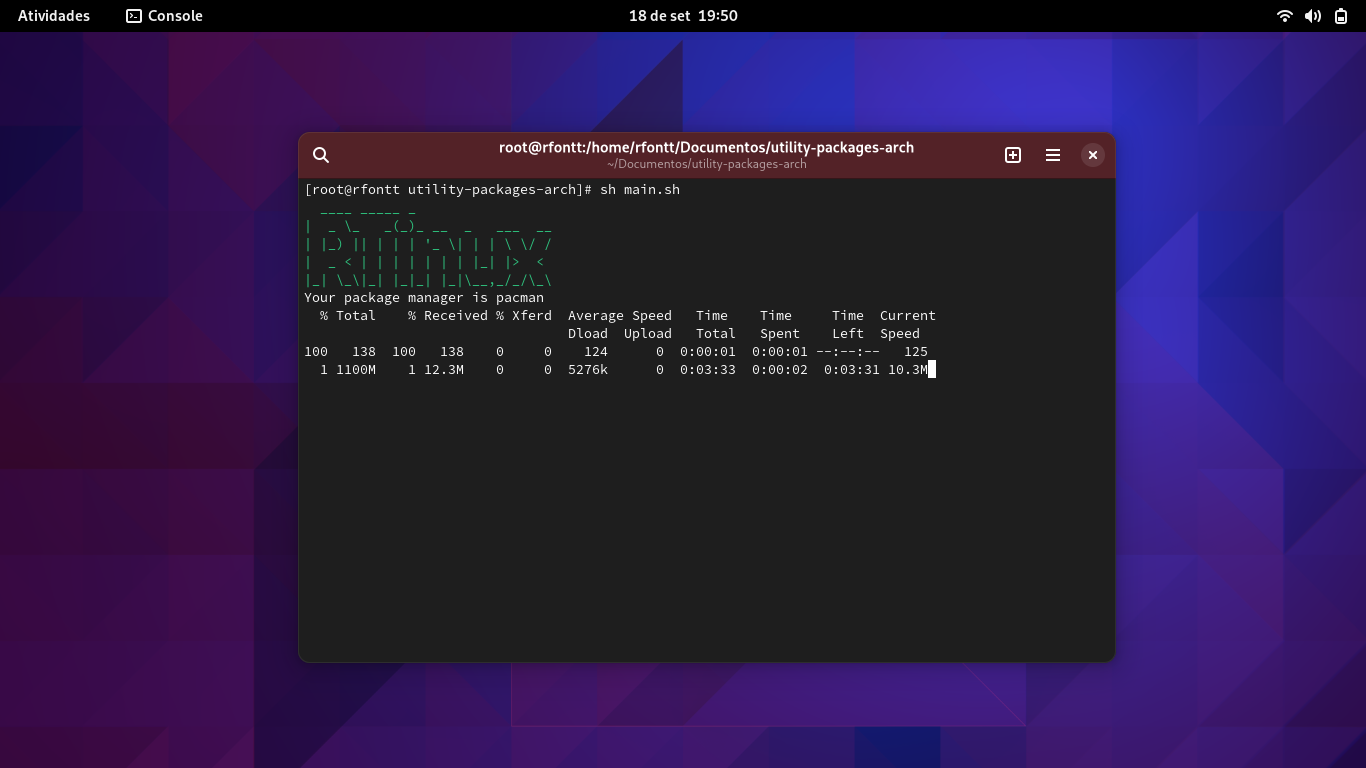 Atividades Console 18 de set 19:50
root@rfontt:/home/rfontt/Documentos/utility-packages-arch
~/Documentos/utility-packages-arch
[root@rfontt utility-packages-arch]# sh main.sh
  ____ _____ _
|  _ \_   _(_)_ __  _   ___  __
| |_) || | | | '_ \| | | \ \/ /
|  _ < | | | | | | | |_| |>  <
|_| \_\|_| |_|_| |_|\__,_/_/\_\
Your package manager is pacman
  % Total    % Received % Xferd  Average Speed   Time    Time     Time  Current
                                 Dload  Upload   Total   Spent    Left  Speed
100   138  100   138    0     0    124      0  0:00:01  0:00:01 --:--:--   125
  1 1100M    1 12.3M    0     0  5276k      0  0:03:33  0:00:02  0:03:31 10.3M